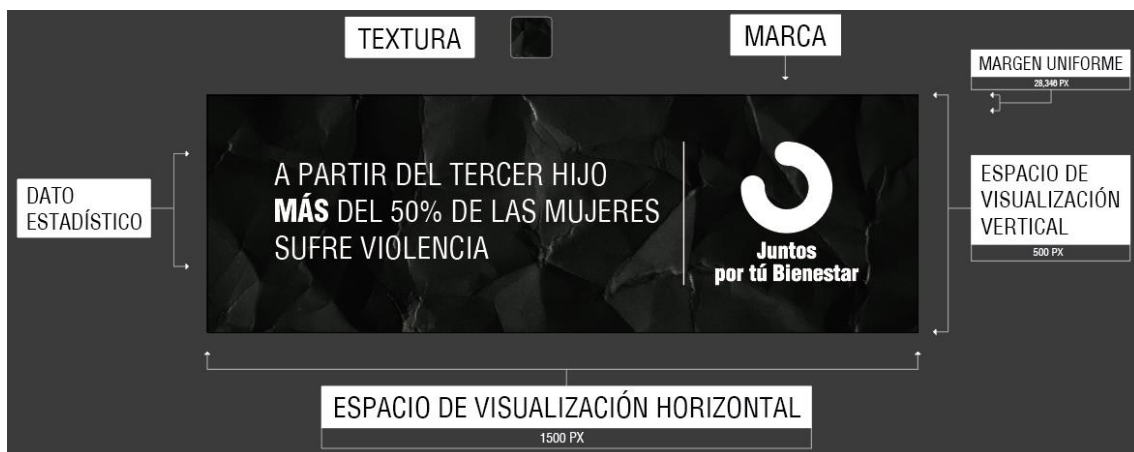 TEXTURA
MARCA
MARGEN UNIFORME
28,346 PX
A PARTIR DEL TERCER HIJO
MÁS DEL 50% DE LAS MUJERES
SUFRE VIOLENCIA
Juntos
por tú Bienestar
DATO
ESTADÍSTICO
ESPACIO DE
VISUALIZACIÓN
VERTICAL
500 PX
ESPACIO DE VISUALIZACIÓN HORIZONTAL
1500 PX